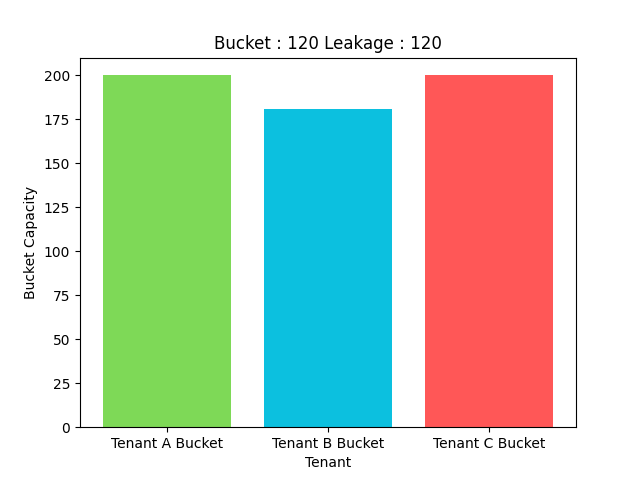 Bucket : 120 Leakage : 120
200
175
150
125
100
75
50
25
0
Bucket Capacity
Tenant A Bucket Tenant B Bucket Tenant C Bucket
Tenant